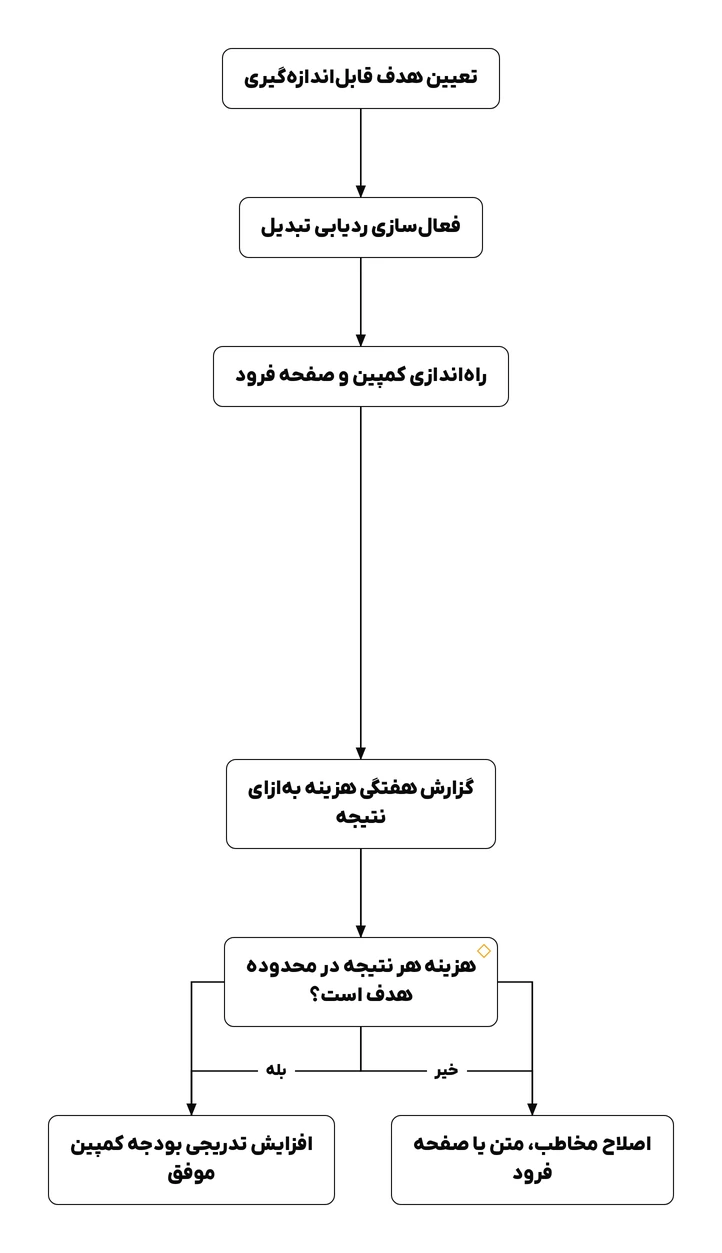 تعیین هدف قابل‌اندازه‌گیری
فعال‌سازی ردیابی تبدیل
راه‌اندازی کمپین و صفحه فرود
گزارش هفتگی هزینه به‌ازای
نتیجه
هزینه هر نتیجه در محدوده
هدف است؟
خیر
بله
اصلاح مخاطب، متن یا صفحه
فرود
افزایش تدریجی بودجه کمپین
موفق